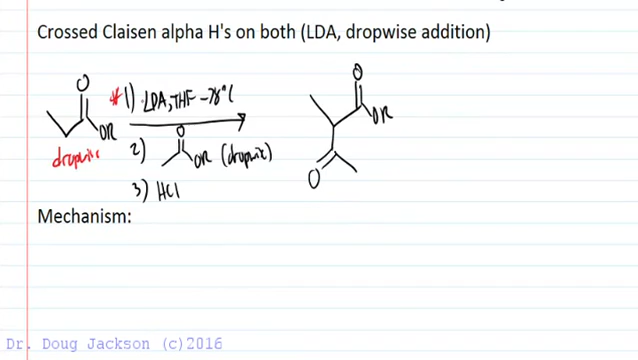 Crossed Claisen alpha H's on both (LDA, dropwise addition)
O
OR
dropwise
* 1) LDA, THF -78°C
2) O
OR (dropwise)
3) HCl
O
OR
O
Mechanism:
Dr. Doug Jackson (c)2016